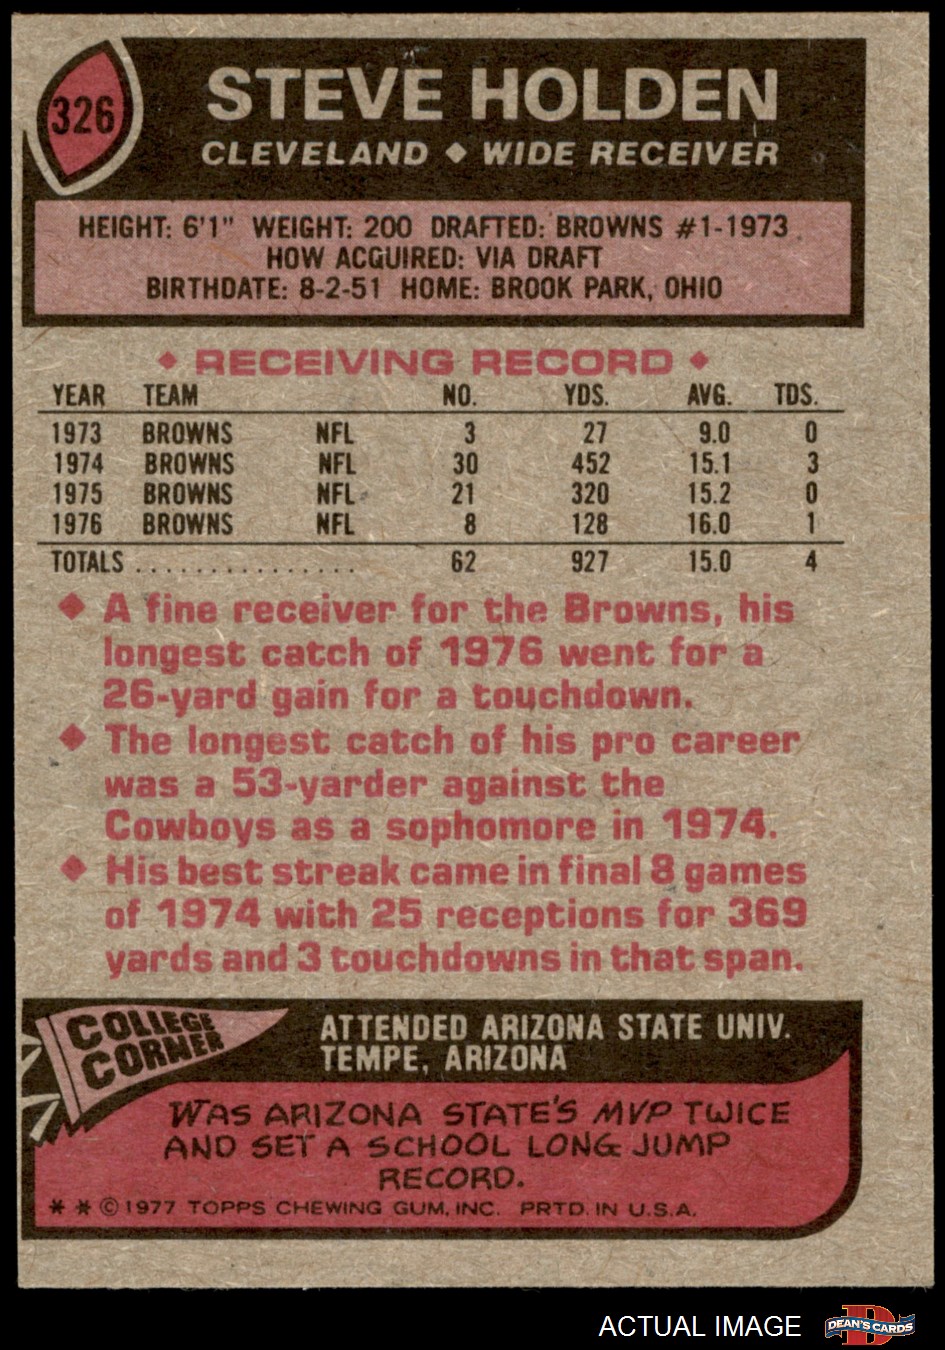 326
STEVE HOLDEN
CLEVELAND ◆ WIDE RECEIVER
HEIGHT: 6'1" WEIGHT: 200 DRAFTED: BROWNS #1-1973
HOW ACQUIRED: VIA DRAFT
BIRTHDATE: 8-2-51 HOME: BROOK PARK, OHIO
◆ RECEIVING RECORD ◆
YEAR TEAM NO. YDS. AVG. TDS.
1973 BROWNS NFL 3 27 9.0 0
1974 BROWNS NFL 30 452 15.1 3
1975 BROWNS NFL 21 320 15.2 0
1976 BROWNS NFL 8 128 16.0 1
TOTALS . . . . . . . . . . . . . . . 62 927 15.0 4
◆ A fine receiver for the Browns, his
longest catch of 1976 went for a
26-yard gain for a touchdown.
◆ The longest catch of his pro career
was a 53-yarder against the
Cowboys as a sophomore in 1974.
◆ His best streak came in final 8 games
of 1974 with 25 receptions for 369
yards and 3 touchdowns in that span.
COLLEGE
CORNER
ATTENDED ARIZONA STATE UNIV.
TEMPE, ARIZONA
WAS ARIZONA STATE'S MVP TWICE
AND SET A SCHOOL LONG JUMP
RECORD.
* * © 1977 TOPPS CHEWING GUM, INC. PRTD. IN U.S.A.
ACTUAL IMAGE
DEAN'S CARDS